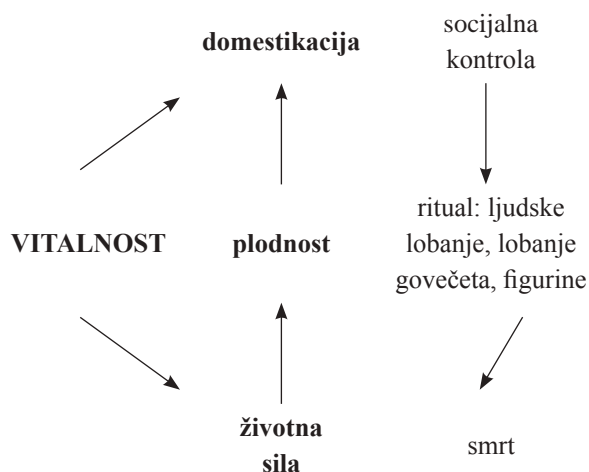 domestikacija
socijalna
kontrola
VITALNOST
plodnost
ritual: ljudske
lobanje, lobanje
govečeta, figurine
životna
sila
smrt